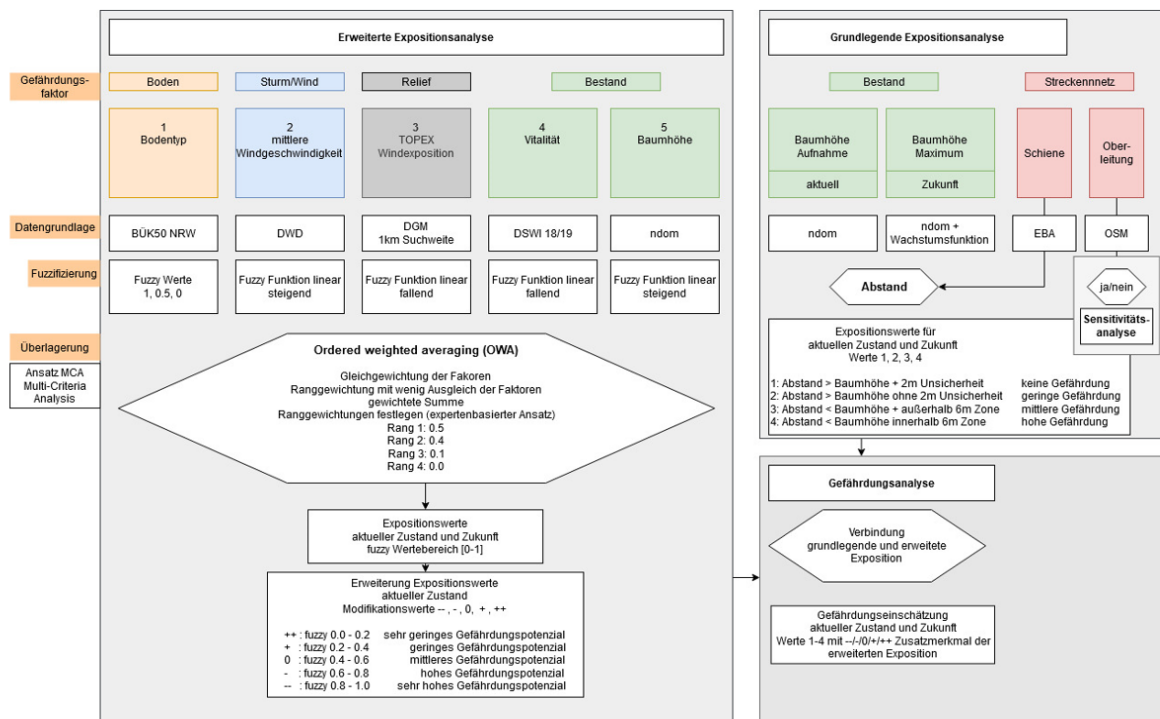 Erweiterte Expositionsanalyse
Gefährdungs-
faktor
Boden
Sturm/Wind
Relief
Bestand
1
Bodentyp
2
mittlere
Windgeschwindigkeit
3
TOPEX
Windexposition
4
Vitalität
5
Baumhöhe
Datengrundlage
BÜK50 NRW
DWD
DGM
1km Suchweite
DSWI 18/19
ndom
Fuzzifizierung
Fuzzy Werte
1, 0.5, 0
Fuzzy Funktion linear
steigend
Fuzzy Funktion linear
fallend
Fuzzy Funktion linear
fallend
Fuzzy Funktion linear
steigend
Überlagerung
Ansatz MCA
Multi-Criteria
Analysis
Ordered weighted averaging (OWA)
Gleichgewichtung der Fakoren
Ranggewichtung mit wenig Ausgleich der Faktoren
gewichtete Summe
Ranggewichtungen festlegen (expertenbasierter Ansatz)
Rang 1: 0.5
Rang 2: 0.4
Rang 3: 0.1
Rang 4: 0.0
Expositionswerte
aktueller Zustand und Zukunft
fuzzy Wertebereich [0-1]
Erweiterung Expositionswerte
aktueller Zustand
Modifikationswerte -- , - , 0, + , ++
++ : fuzzy 0.0 - 0.2 sehr geringes Gefährdungspotenzial
+ : fuzzy 0.2 - 0.4 geringes Gefährdungspotenzial
0 : fuzzy 0.4 - 0.6 mittleres Gefährdungspotenzial
- : fuzzy 0.6 - 0.8 hohes Gefährdungspotenzial
-- : fuzzy 0.8 - 1.0 sehr hohes Gefährdungspotenzial
Grundlegende Expositionsanalyse
Bestand
Streckennnetz
Baumhöhe
Aufnahme
aktuell
Baumhöhe
Maximum
Zukunft
Schiene
Ober-
leitung
ndom
ndom +
Wachstumsfunktion
EBA
OSM
Abstand
ja/nein
Sensitivitäts-
analyse
Expositionswerte für
aktuellen Zustand und Zukunft
Werte 1, 2, 3, 4
1: Abstand > Baumhöhe + 2m Unsicherheit keine Gefährdung
2: Abstand > Baumhöhe ohne 2m Unsicherheit geringe Gefährdung
3: Abstand < Baumhöhe + außerhalb 6m Zone mittlere Gefährdung
4: Abstand < Baumhöhe innerhalb 6m Zone hohe Gefährdung
Gefährdungsanalyse
Verbindung
grundlegende und erweitete
Exposition
Gefährdungseinschätzung
aktueller Zustand und Zukunft
Werte 1-4 mit --/-/0/+/++ Zusatzmerkmal der
erweiterten Exposition